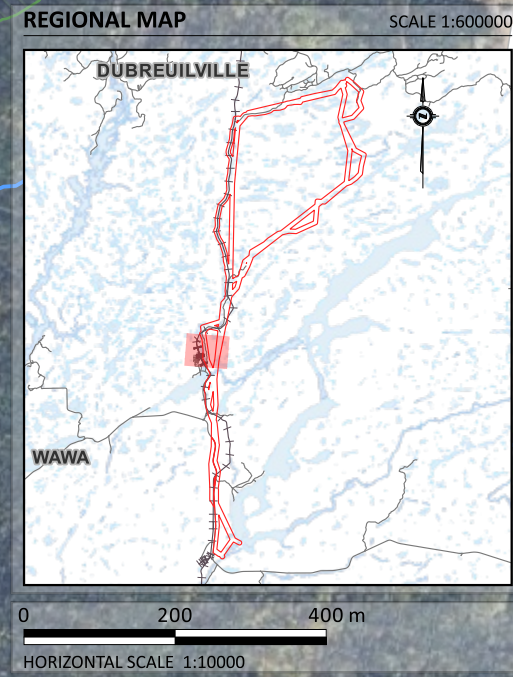 REGIONAL MAP SCALE 1:600000
DUBREUILVILLE
N
WAWA
0 200 400 m
HORIZONTAL SCALE 1:10000